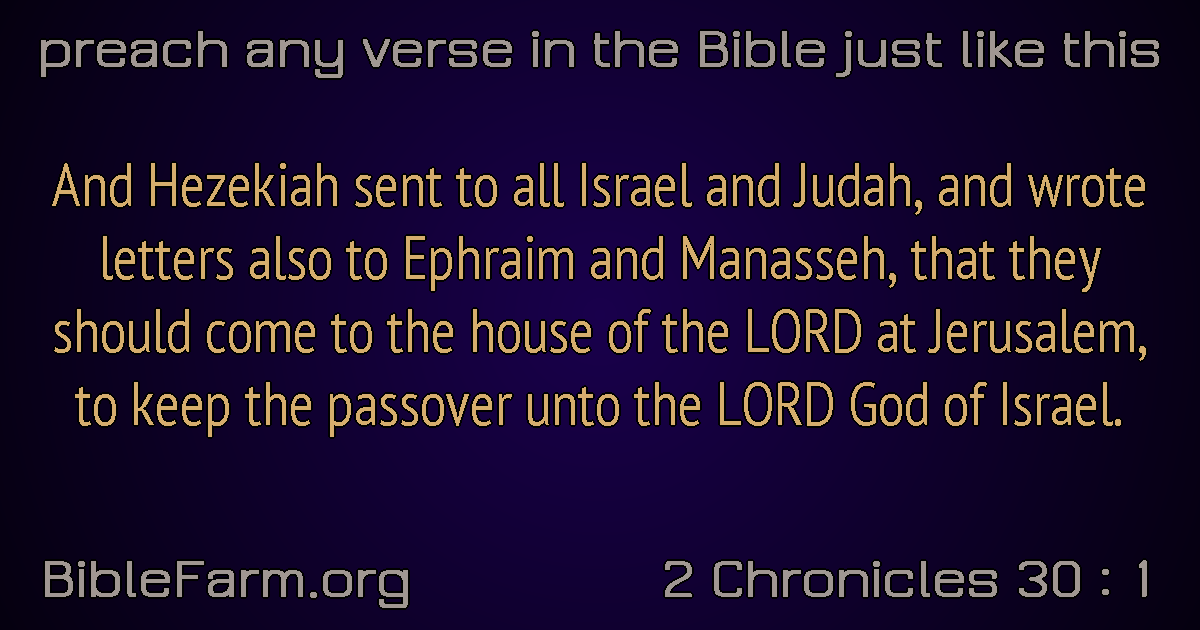 preach any verse in the Bible just like this
And Hezekiah sent to all Israel and Judah, and wrote
letters also to Ephraim and Manasseh, that they
should come to the house of the LORD at Jerusalem,
to keep the passover unto the LORD God of Israel.
BibleFarm.org
2 Chronicles 30 : 1